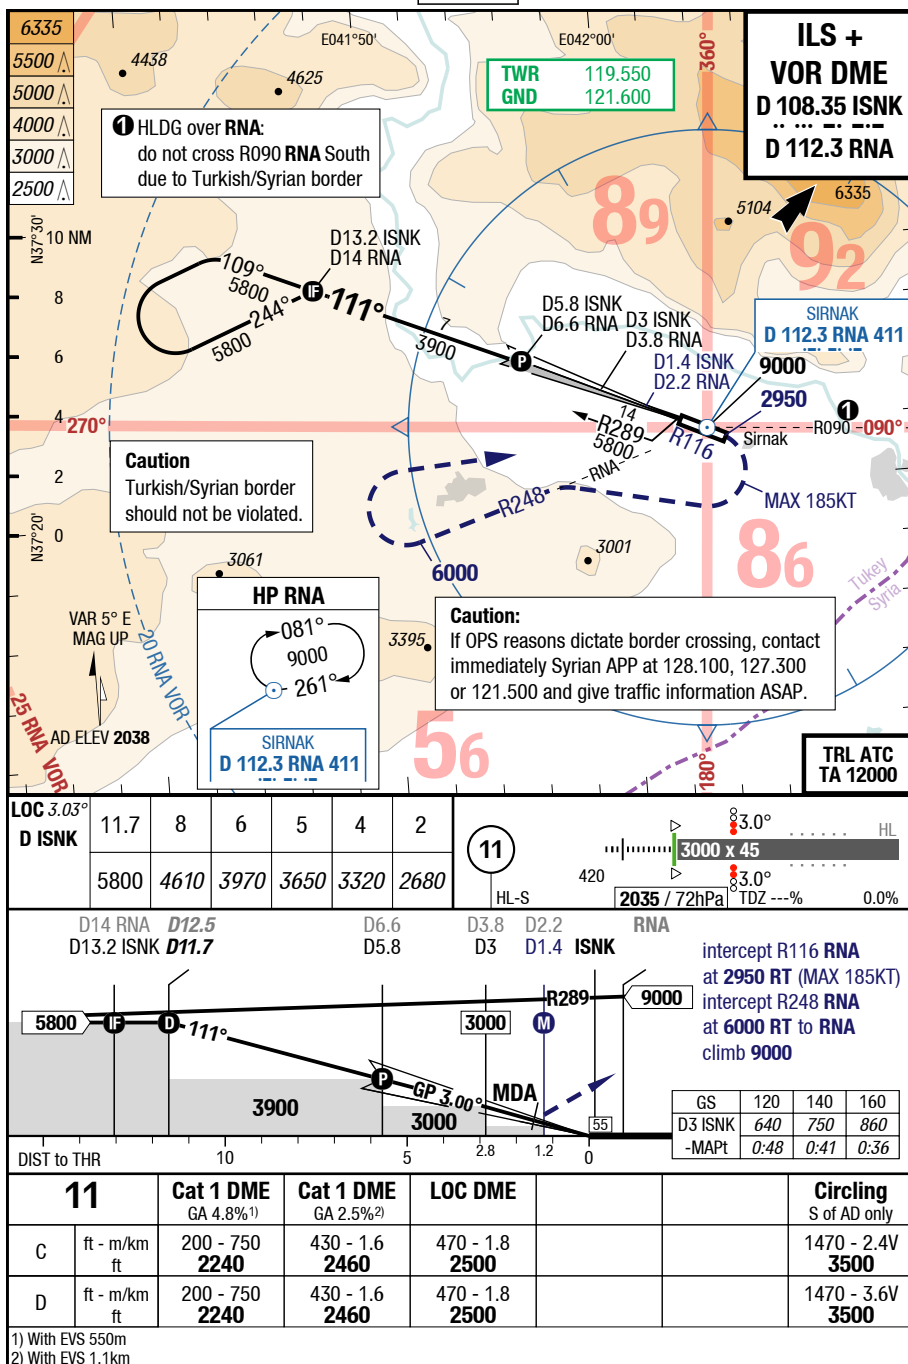 6335
5500
5000
4000
3000
2500
4438
4625
E041°50'
E042°00'
360°
TWR 119.550
GND 121.600
ILS +
VOR DME
D 108.35 ISNK
D 112.3 RNA
1 HLDG over RNA:
do not cross R090 RNA South
due to Turkish/Syrian border
6335
5104
89
92
N37°30'
10 NM
8
6
4
2
0
N37°20'
D13.2 ISNK
D14 RNA
109°
5800
IF
111°
244°
5800
7
3900
D5.8 ISNK
D6.6 RNA
P
D3 ISNK
D3.8 RNA
D1.4 ISNK
D2.2 RNA
SIRNAK
D 112.3 RNA 411
9000
2950
1
270°
14
R289
5800
R116
Sirnak
R090
090°
RNA
R248
MAX 185KT
6000
Caution
Turkish/Syrian border
should not be violated.
3061
3001
86
Tukey
Syria
HP RNA
081°
9000
261°
SIRNAK
D 112.3 RNA 411
3395
Caution:
If OPS reasons dictate border crossing, contact
immediately Syrian APP at 128.100, 127.300
or 121.500 and give traffic information ASAP.
VAR 5° E
MAG UP
20 RNA VOR
25 RNA VOR
AD ELEV 2038
56
180°
TRL ATC
TA 12000
LOC 3.03°
D ISNK
11.7 8 6 5 4 2
5800 4610 3970 3650 3320 2680
11
HL-S
420
3.0°
HL
3000 x 45
3.0°
2035 / 72hPa
TDZ ---%
0.0%
D14 RNA D12.5 D6.6 D3.8 D2.2 RNA
D13.2 ISNK D11.7 D5.8 D3 D1.4 ISNK
5800
IF
D
111°
R289
9000
3000
M
P
GP 3.00°
MDA
3900
3000
55
intercept R116 RNA
at 2950 RT (MAX 185KT)
intercept R248 RNA
at 6000 RT to RNA
climb 9000
GS 120 140 160
D3 ISNK 640 750 860
-MAPt 0:48 0:41 0:36
DIST to THR 10 5 2.8 1.2 0
11 Cat 1 DME Cat 1 DME LOC DME Circling
GA 4.8%1) GA 2.5%2) S of AD only
C ft - m/km 200 - 750 430 - 1.6 470 - 1.8 1470 - 2.4V
ft 2240 2460 2500 3500
D ft - m/km 200 - 750 430 - 1.6 470 - 1.8 1470 - 3.6V
ft 2240 2460 2500 3500
1) With EVS 550m
2) With EVS 1.1km